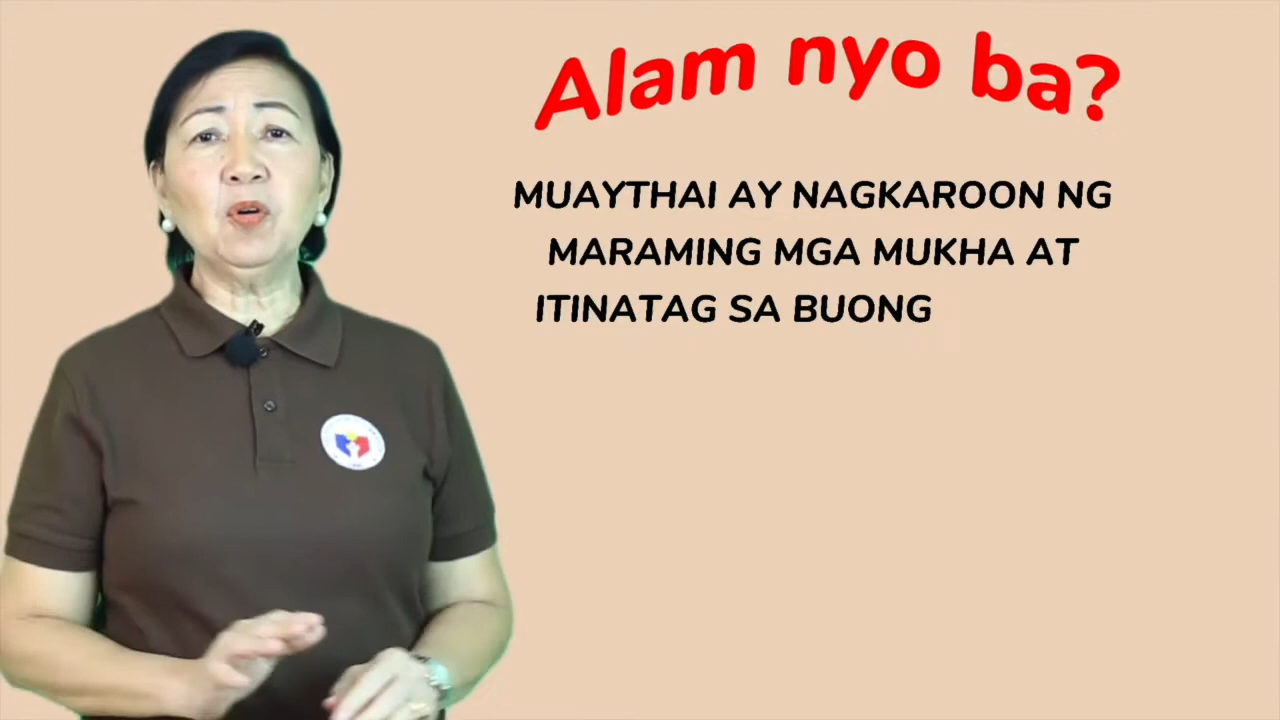 Alam nyo ba?
MUAYTHAI AY NAGKAROON NG
MARAMING MGA MUKHA AT
ITINATAG SA BUONG